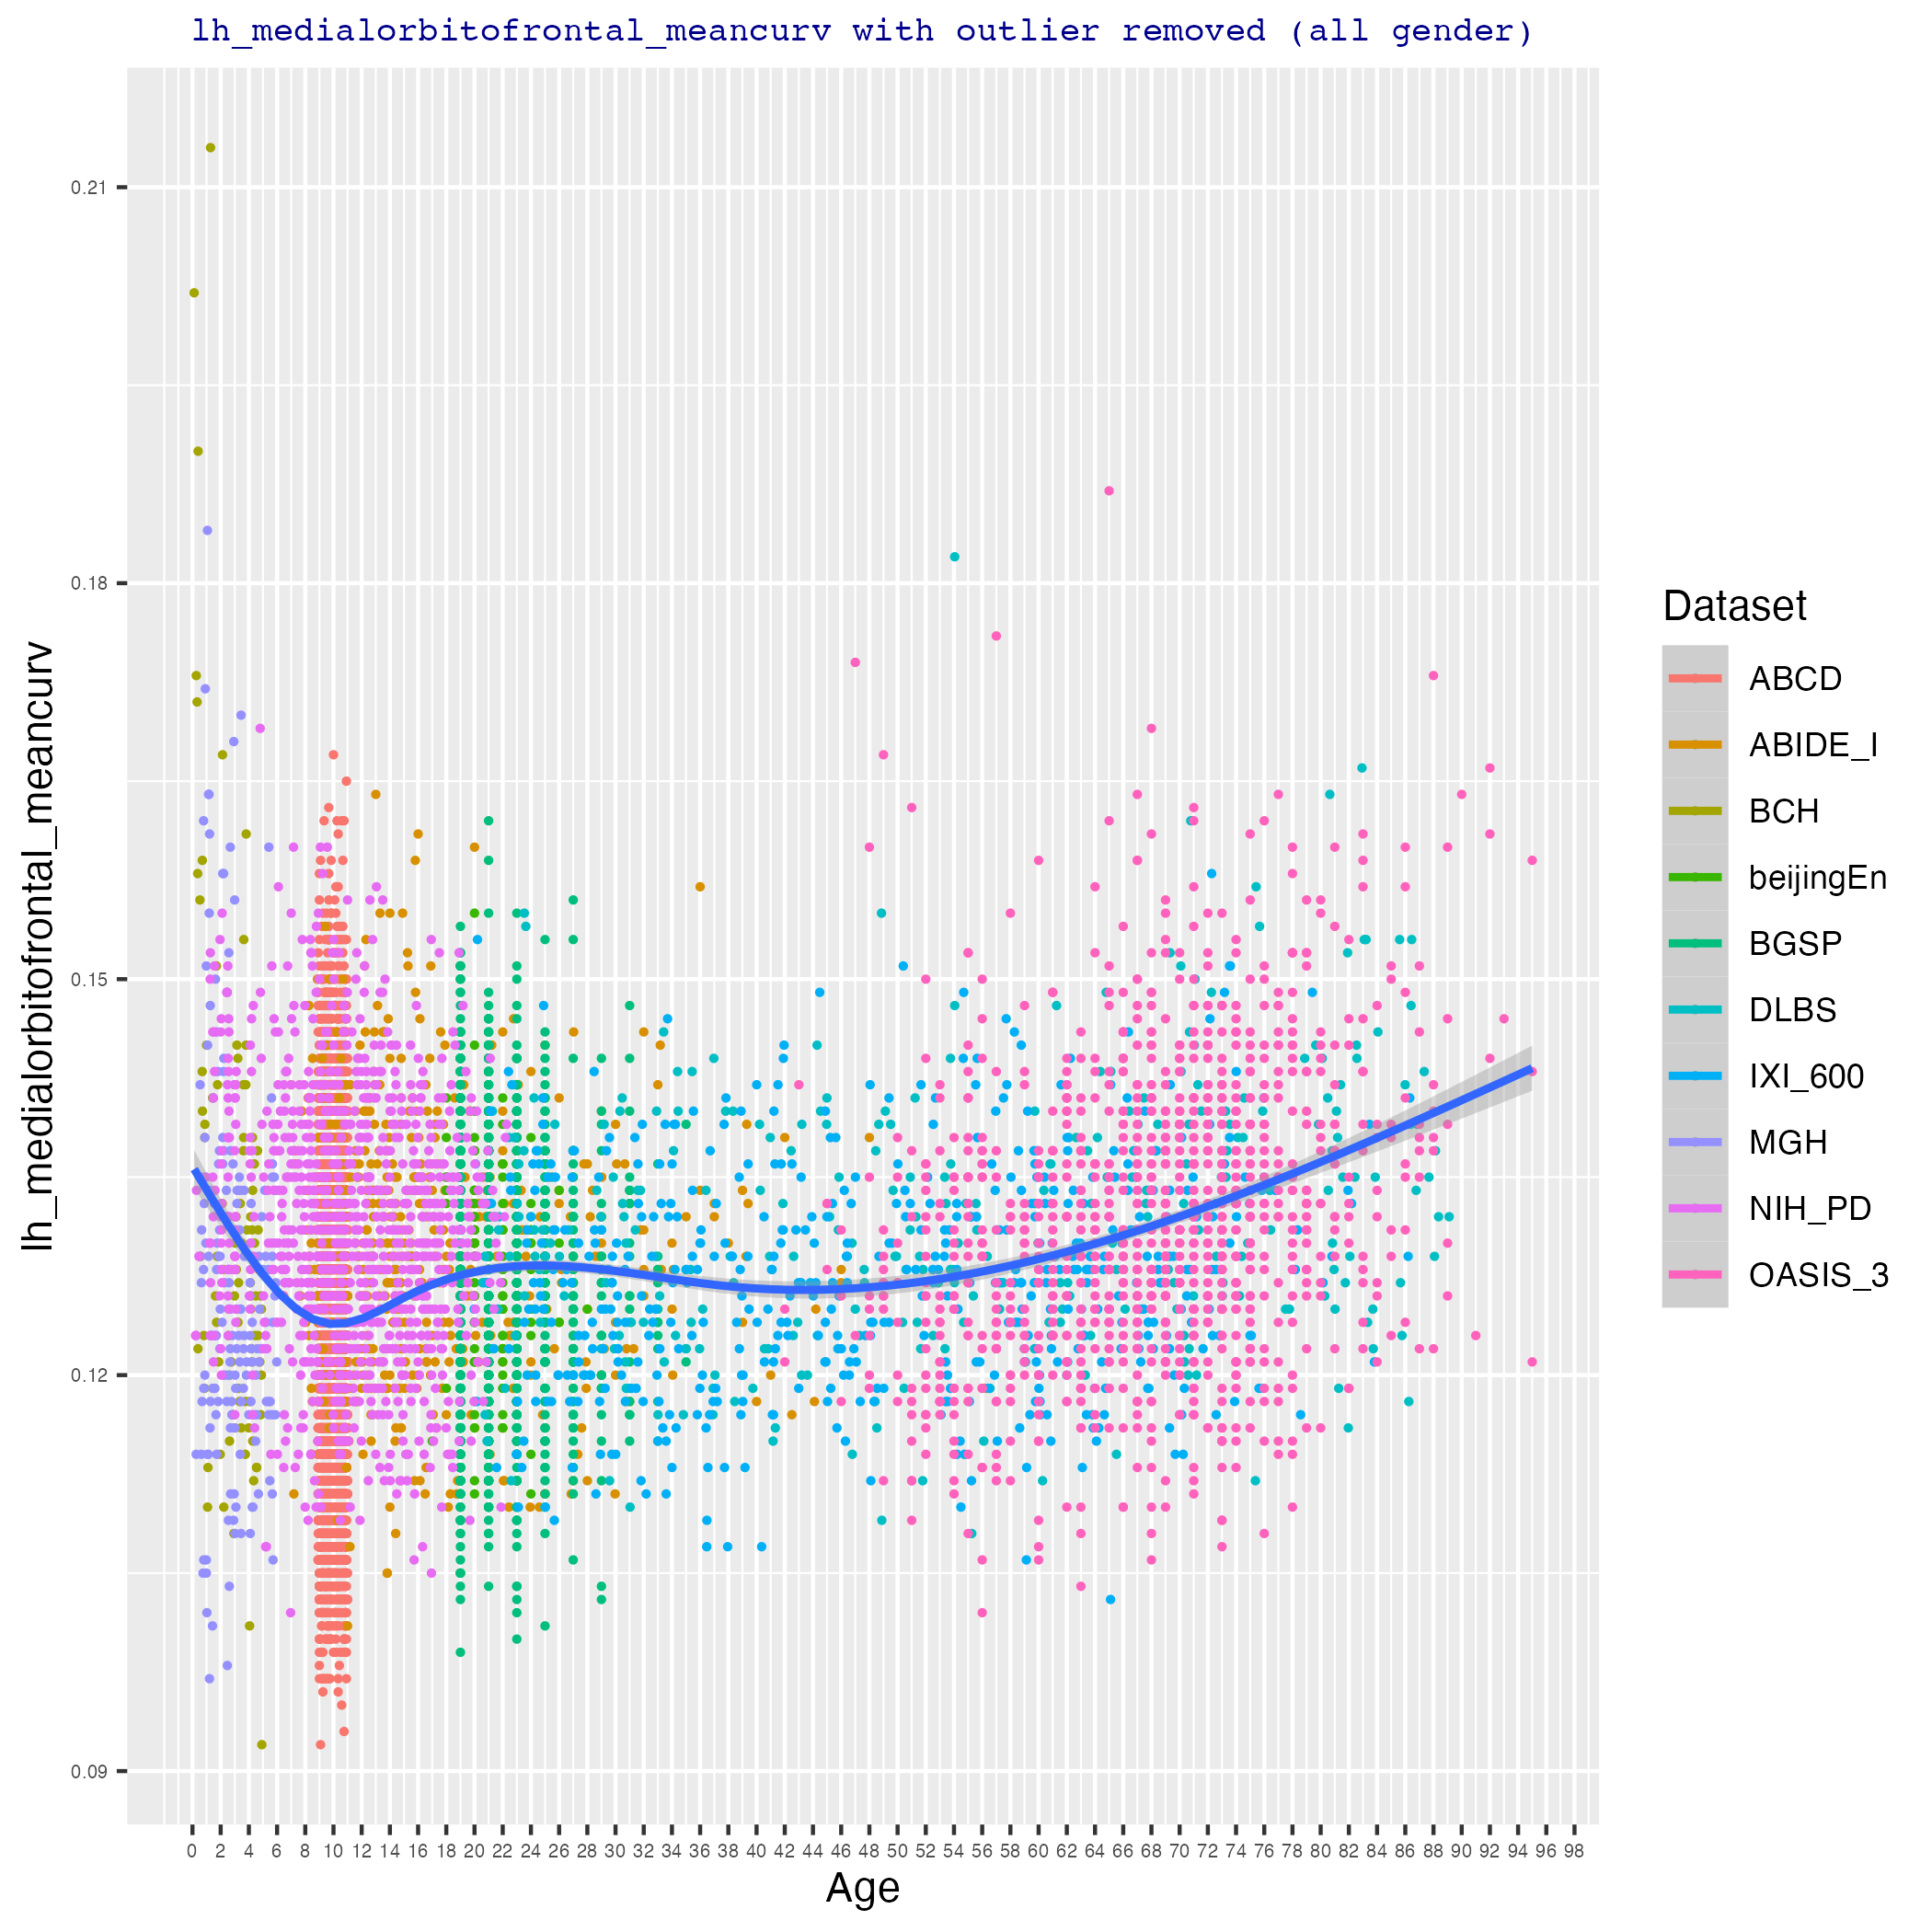 lh_medialorbitofrontal_meancurv with outlier removed (all gender)
lh_medialorbitofrontal_meancurv
0.21
0.18
0.15
0.12
0.09
0 2 4 6 8 10 12 14 16 18 20 22 24 26 28 30 32 34 36 38 40 42 44 46 48 50 52 54 56 58 60 62 64 66 68 70 72 74 76 78 80 82 84 86 88 90 92 94 96 98
Age
Dataset
ABCD
ABIDE_I
BCH
beijingEn
BGSP
DLBS
IXI_600
MGH
NIH_PD
OASIS_3